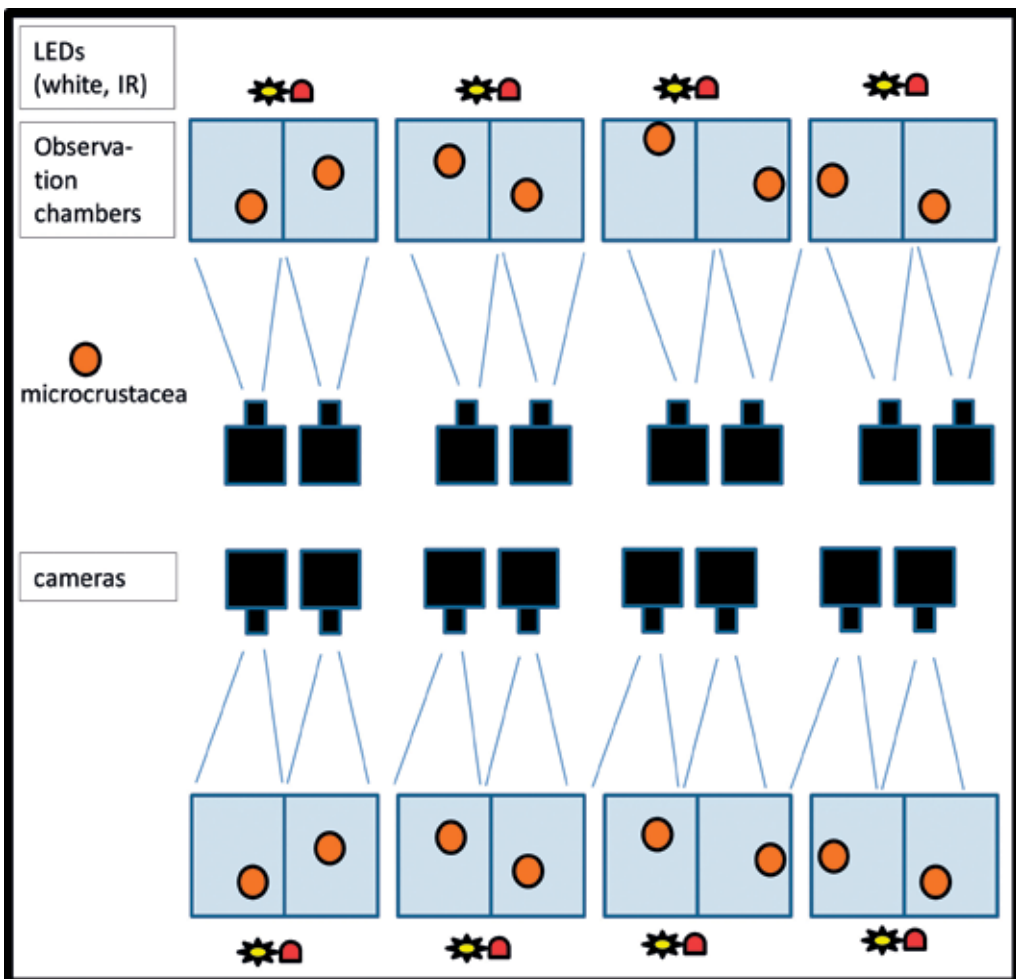 LEDs
(white, IR)
Observa-
tion
chambers
microcrustacea
cameras